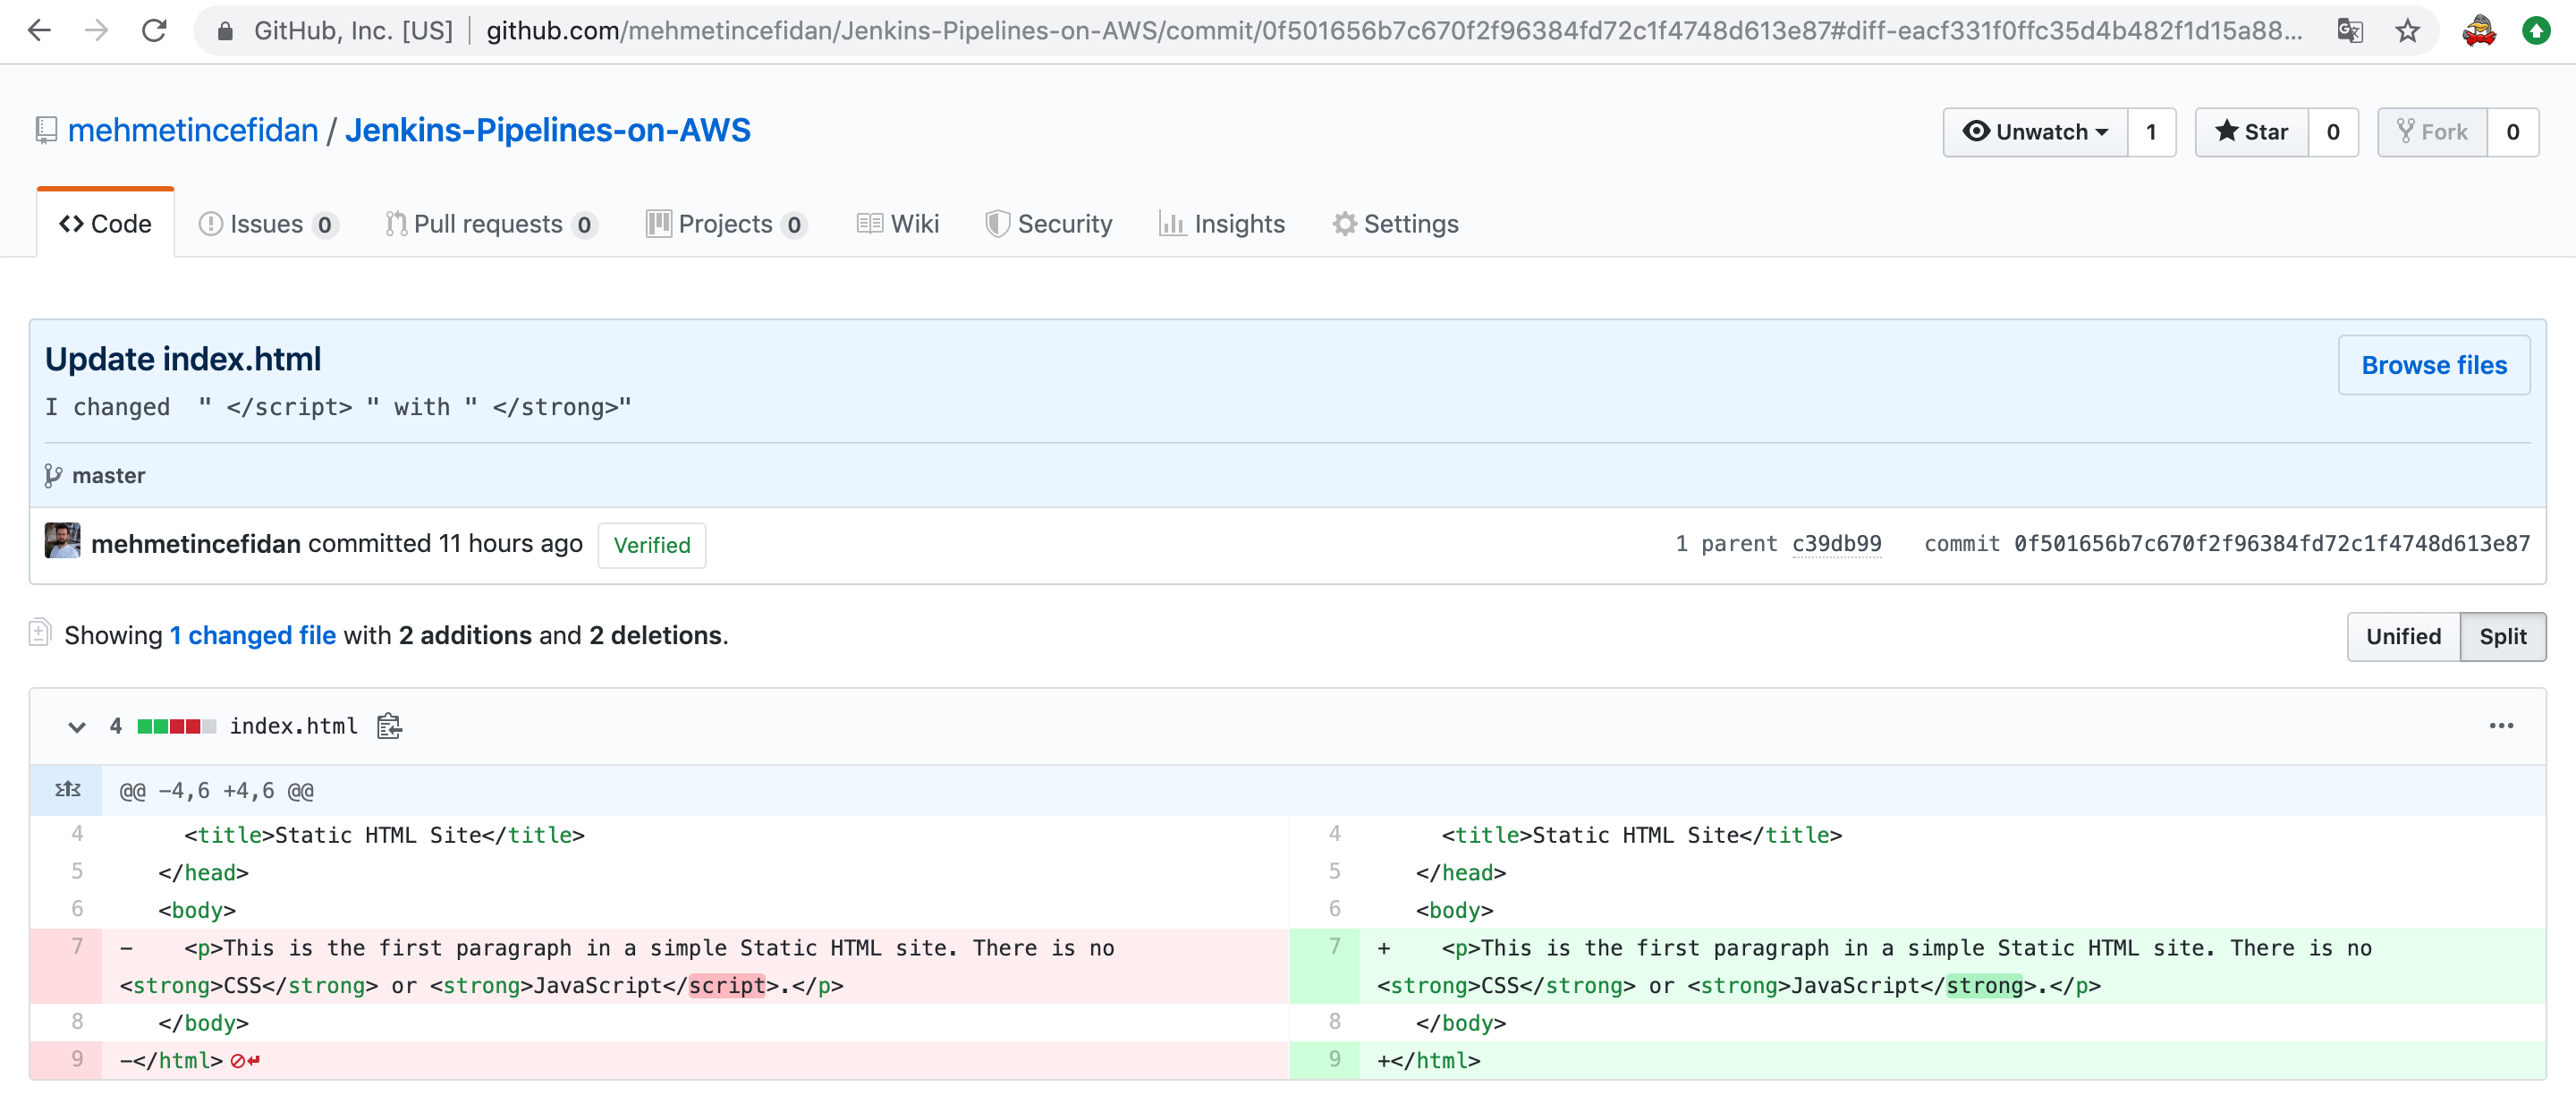 GitHub, Inc. [US] github.com/mehmetincefidan/Jenkins-Pipelines-on-AWS/commit/0f501656b7c670f2f96384fd72c1f4748d613e87#diff-eacf331f0ffc35d4b482f1d15a88...
mehmetincefidan / Jenkins-Pipelines-on-AWS Unwatch 1 Star 0 Fork 0
Code Issues 0 Pull requests 0 Projects 0 Wiki Security Insights Settings
Update index.html Browse files
I changed " </script> " with " </strong>"
master
mehmetincefidan committed 11 hours ago Verified 1 parent c39db99 commit 0f501656b7c670f2f96384fd72c1f4748d613e87
Showing 1 changed file with 2 additions and 2 deletions. Unified Split
4 index.html ...
@@ -4,6 +4,6 @@
4 <title>Static HTML Site</title> 4 <title>Static HTML Site</title>
5 </head> 5 </head>
6 <body> 6 <body>
7 - <p>This is the first paragraph in a simple Static HTML site. There is no 7 + <p>This is the first paragraph in a simple Static HTML site. There is no
<strong>CSS</strong> or <strong>JavaScript</script>.</p> <strong>CSS</strong> or <strong>JavaScript</strong>.</p>
8 </body> 8 </body>
9 -</html> 9 +</html>